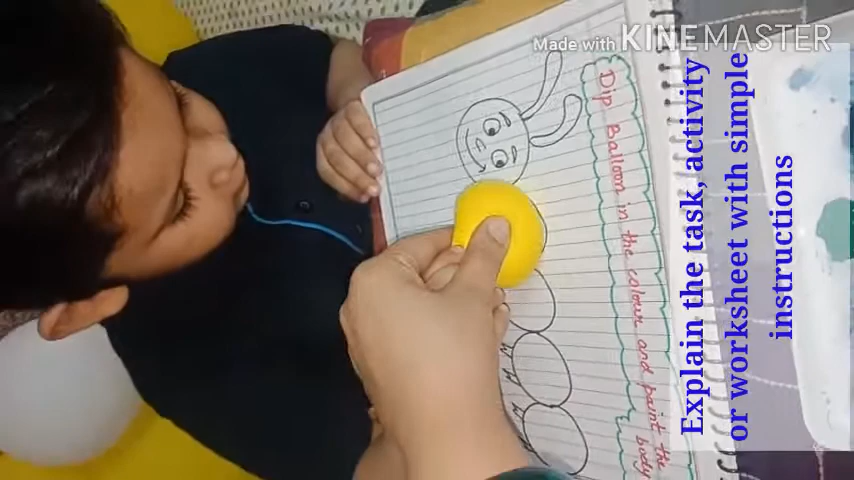 Made with KINEMASTER
Dip Balloon in the colour and paint the
body
Explain the task, activity
or worksheet with simple
instructions